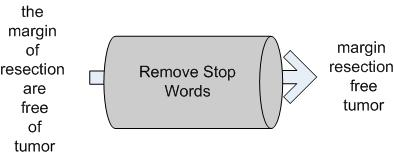 the
margin
of
resection
are
free
of
tumor
Remove Stop
Words
margin
resection
free
tumor